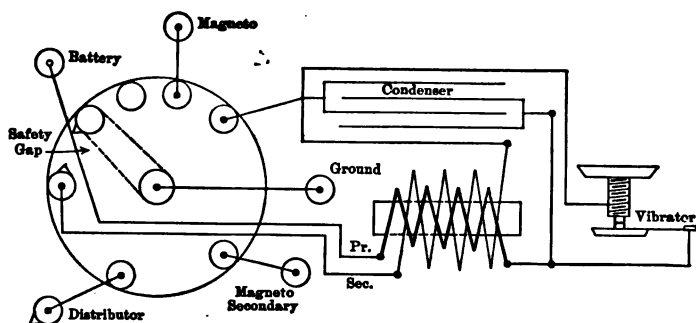 Magneto
Battery
Condenser
Safety
Gap
Ground
Vibrator
Pr.
Sec.
Magneto
Secondary
Distributor